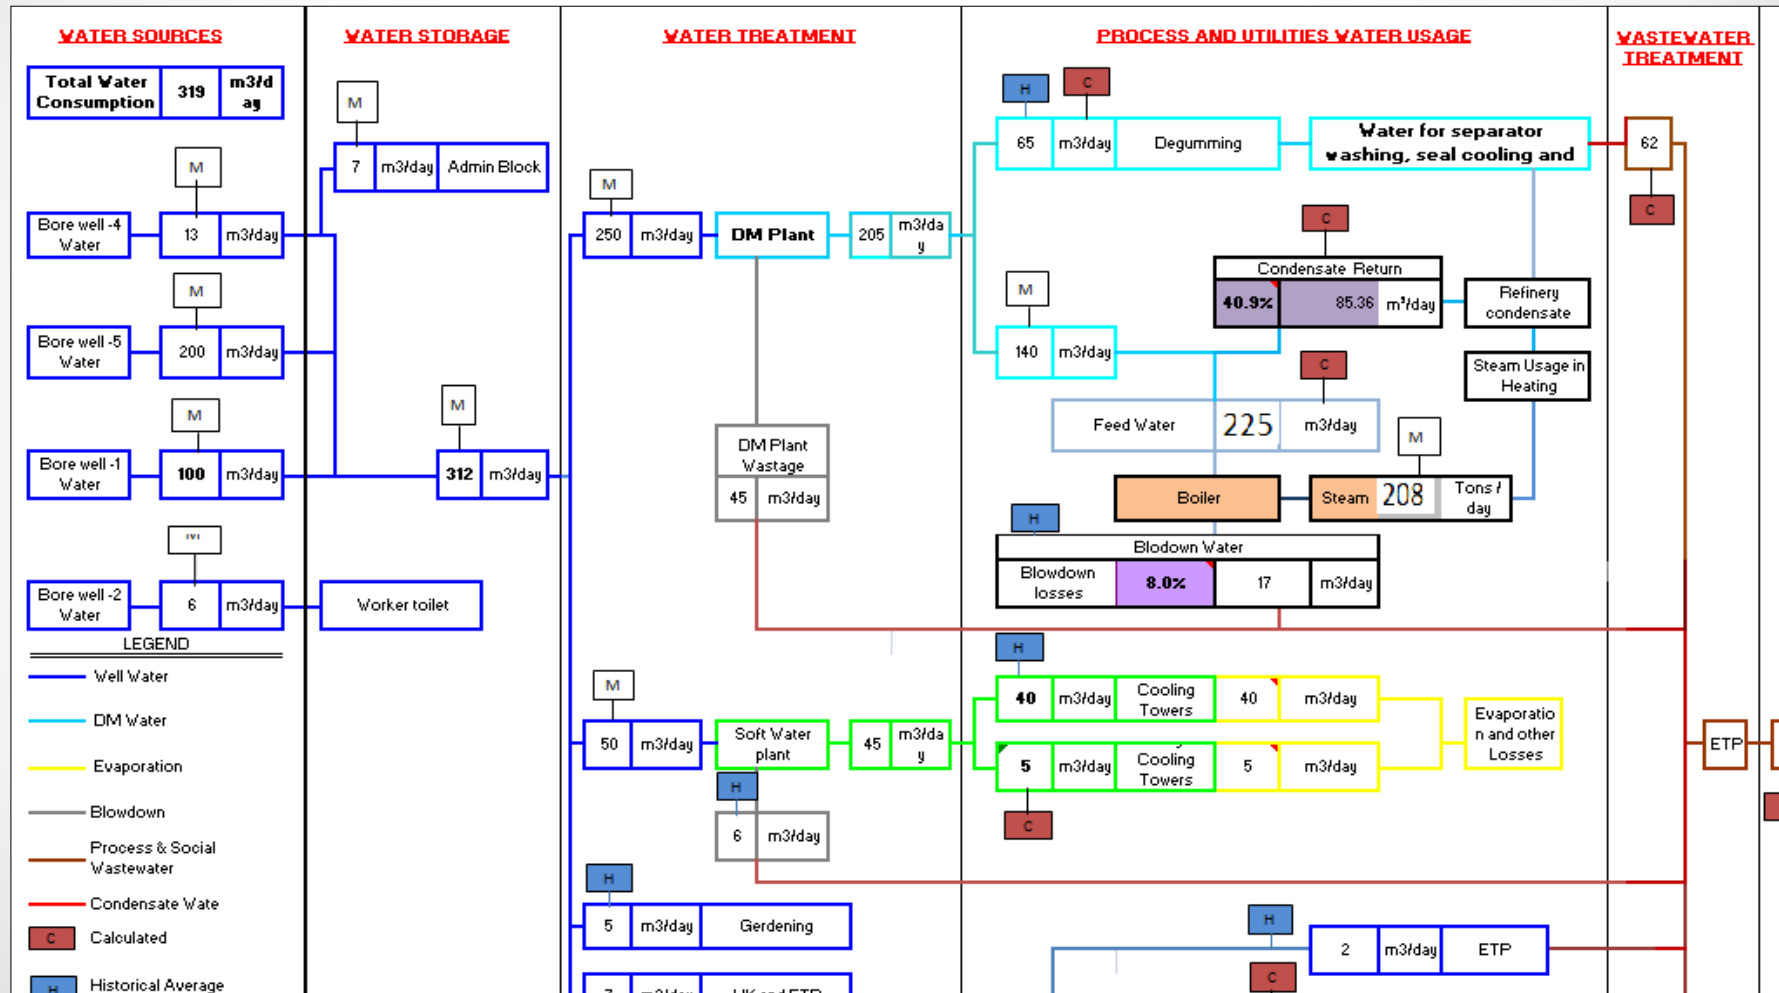 WATER SOURCES
WATER STORAGE
WATER TREATMENT
PROCESS AND UTILITIES WATER USAGE
WASTEWATER
TREATMENT
Total Water
Consumption
319
m3/d
ay
M
Bore well -4
Water
13
m3/day
M
Bore well -5
Water
200
m3/day
M
Bore well -1
Water
100
m3/day
Bore well -2
Water
6
m3/day
LEGEND
Well Water
DM Water
Evaporation
Blowdown
Process & Social
Wastewater
Condensate Wate
C
Calculated
H
Historical Average
M
7
m3/day
Admin Block
M
312
m3/day
Worker toilet
M
250
m3/day
DM Plant
205
m3/da
y
DM Plant
Wastage
45
m3/day
M
50
m3/day
Soft Water
plant
45
m3/da
y
H
6
m3/day
H
5
m3/day
Gerdening
H
C
65
m3/day
Degumming
Water for separator
washing, seal cooling and
62
C
C
Condensate Return
40.9%
85.36
m³/day
Refinery
condensate
M
140
m3/day
C
Steam Usage in
Heating
Feed Water
225
m3/day
M
Boiler
Steam
208
Tons /
day
H
Blodown Water
Blowdown
losses
8.0%
17
m3/day
H
40
m3/day
Cooling
Towers
40
m3/day
5
m3/day
Cooling
Towers
5
m3/day
C
Evaporatio
n and other
Losses
ETP
H
2
m3/day
ETP
C